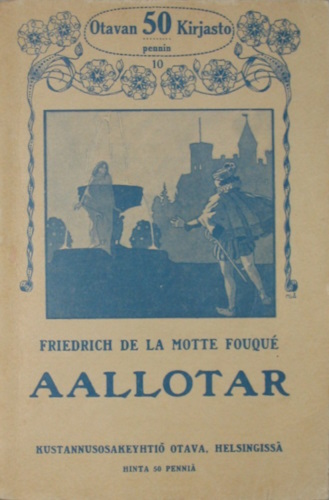 Otavan 50 Kirjasto
pennin
10
FRIEDRICH DE LA MOTTE FOUQUÉ
AALLOTAR
KUSTANNUSOSAKEYHTIÖ OTAVA, HELSINGISSÄ
HINTA 50 PENNIÄ